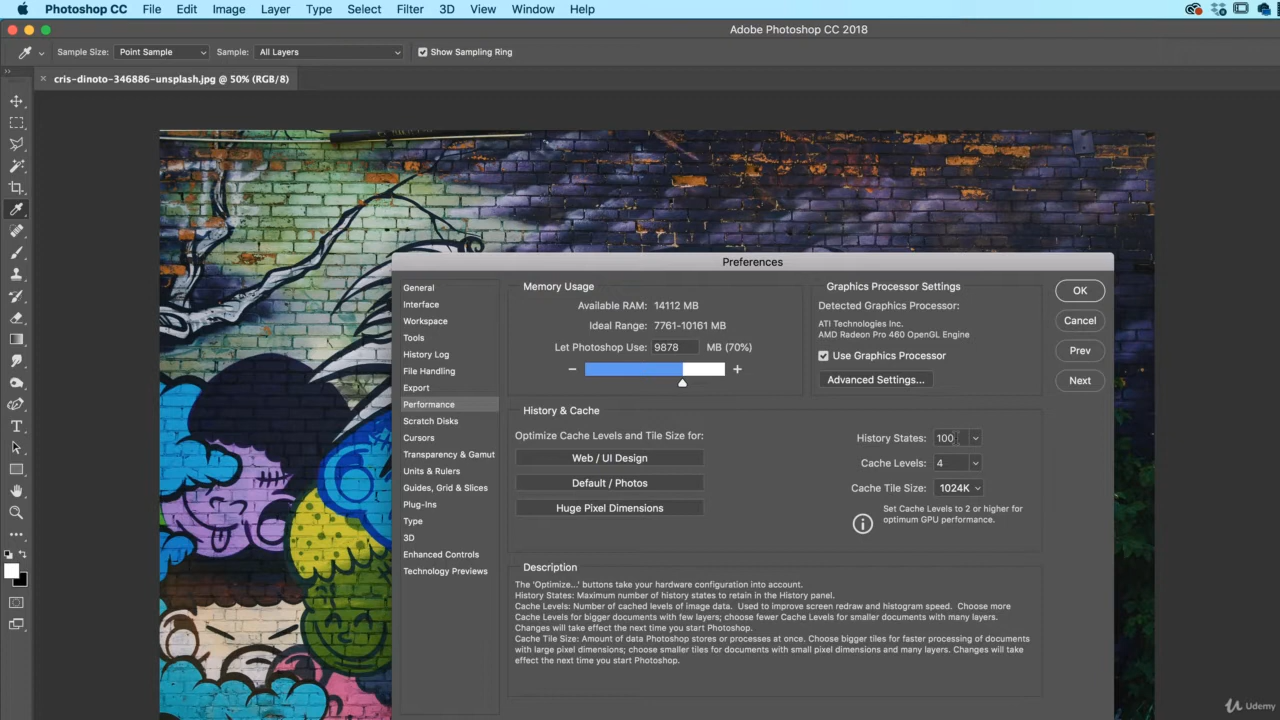 Photoshop CC File Edit Image Layer Type Select Filter 3D View Window Help
Adobe Photoshop CC 2018
Sample Size: Point Sample Sample: All Layers Show Sampling Ring
cris-dinoto-346886-unsplash.jpg @ 50% (RGB/8)
Preferences
General
Interface
Workspace
Tools
History Log
File Handling
Export
Performance
Scratch Disks
Cursors
Transparency & Gamut
Units & Rulers
Guides, Grid & Slices
Plug-Ins
Type
3D
Enhanced Controls
Technology Previews
Memory Usage
Available RAM: 14112 MB
Ideal Range: 7761-10161 MB
Let Photoshop Use: 9878 MB (70%)
Graphics Processor Settings
Detected Graphics Processor:
ATI Technologies Inc.
AMD Radeon Pro 460 OpenGL Engine
Use Graphics Processor
Advanced Settings...
OK
Cancel
Prev
Next
History & Cache
Optimize Cache Levels and Tile Size for:
Web / UI Design
Default / Photos
Huge Pixel Dimensions
History States: 100
Cache Levels: 4
Cache Tile Size: 1024K
Set Cache Levels to 2 or higher for
optimum GPU performance.
Description
The 'Optimize...' buttons take your hardware configuration into account.
History States: Maximum number of history states to retain in the History panel.
Cache Levels: Number of cached levels of image data. Used to improve screen redraw and histogram speed. Choose more
Cache Levels for bigger documents with few layers; choose fewer Cache Levels for smaller documents with many layers.
Changes will take effect the next time you start Photoshop.
Cache Tile Size: Amount of data Photoshop stores or processes at once. Choose bigger tiles for faster processing of documents
with large pixel dimensions; choose smaller tiles for documents with small pixel dimensions and many layers. Changes will take
effect the next time you start Photoshop.
Udemy